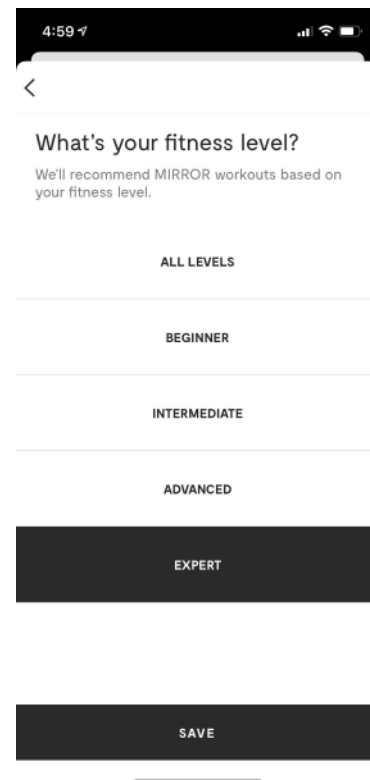 4:59
What's your fitness level?
We'll recommend MIRROR workouts based on
your fitness level.
ALL LEVELS
BEGINNER
INTERMEDIATE
ADVANCED
EXPERT
SAVE